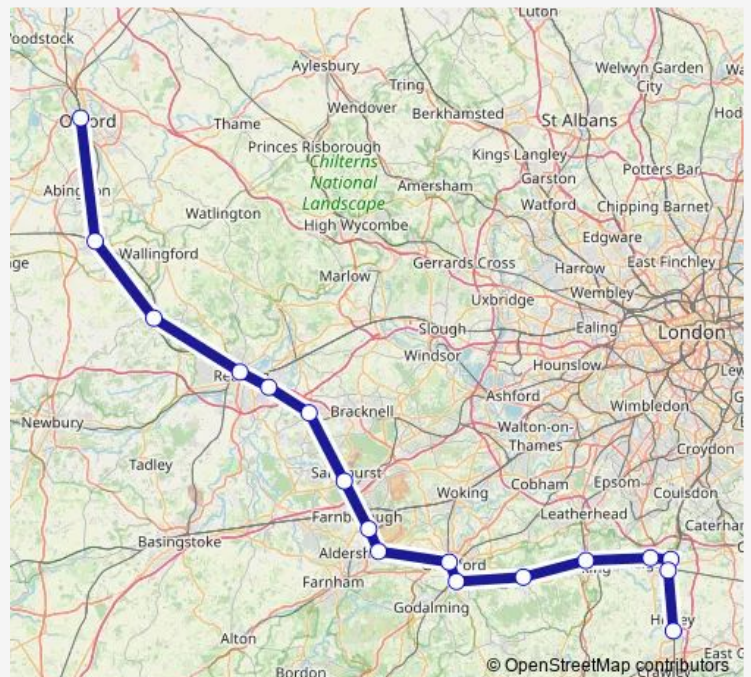 Luton
Aylesbury
Welwyn Garden
City
Tring
Wendover
Berkhamsted
St Albans
Thame
Princes Risborough
Chilterns
National
Landscape
Kings Langley
Garston
Potters Bar
Amersham
Watford
Chipping Barnet
Watlington
High Wycombe
Edgware
Wallingford
Gerrards Cross
Harrow
East Finchley
Marlow
Uxbridge
Wembley
Slough
Ealing
London
Windsor
Hounslow
Ashford
Wimbledon
Bracknell
Newbury
Walton-on-
Thames
Croydon
Tadley
Woking
Cobham
Epsom
Coulsdon
Leatherhead
Basingstoke
Farnham
Godalming
Alton
Bordon
© OpenStreetMap contributors